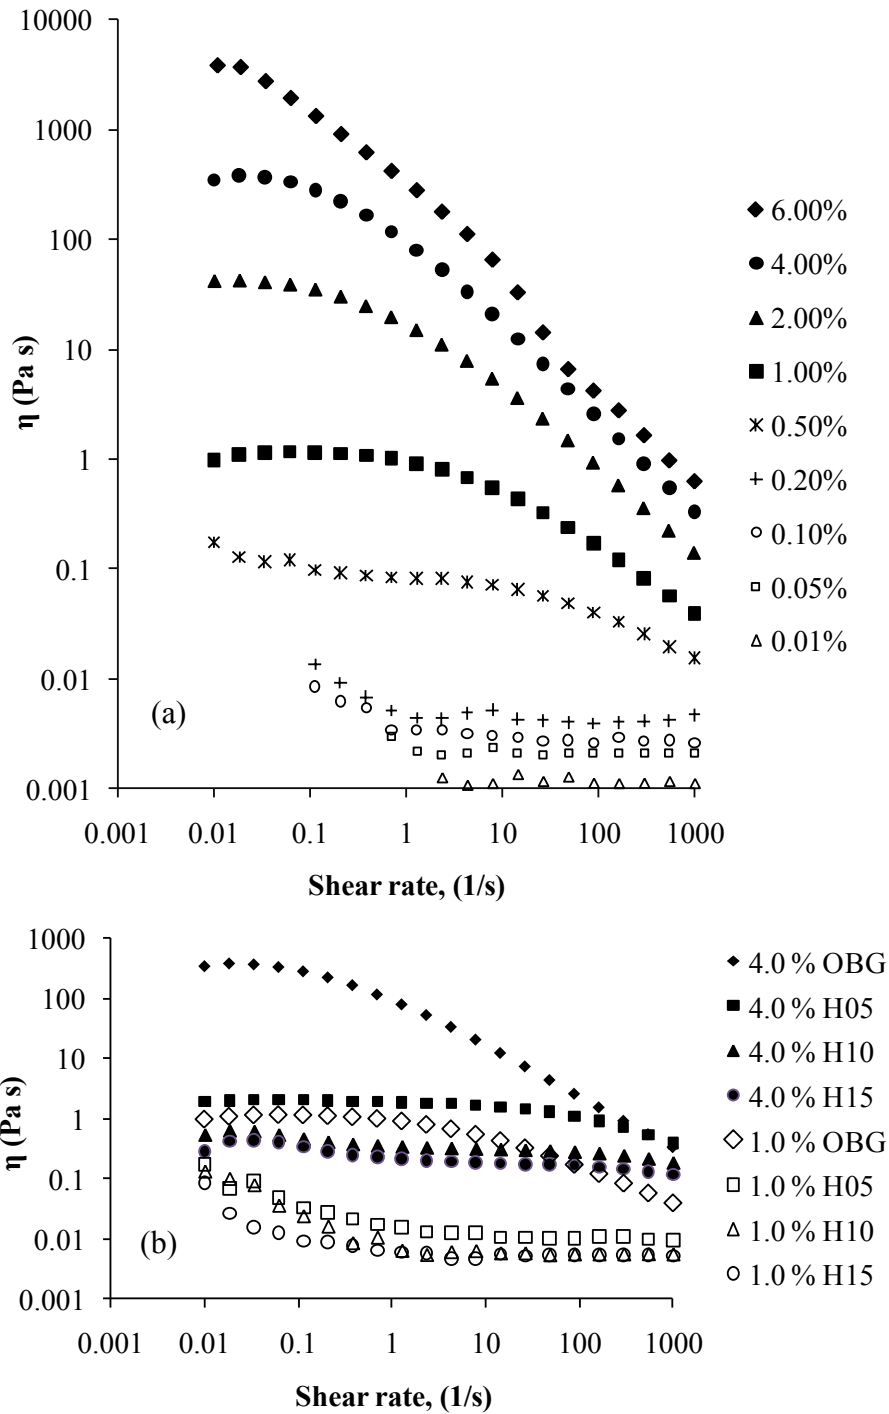 10000
1000
100
10
1
0.1
0.01
0.001
η (Pa s)
(a)
0.001 0.01 0.1 1 10 100 1000
Shear rate, (1/s)
6.00%
4.00%
2.00%
1.00%
0.50%
0.20%
0.10%
0.05%
0.01%
1000
100
10
1
0.1
0.01
0.001
η (Pa s)
(b)
0.001 0.01 0.1 1 10 100 1000
Shear rate, (1/s)
4.0 % OBG
4.0 % H05
4.0 % H10
4.0 % H15
1.0 % OBG
1.0 % H05
1.0 % H10
1.0 % H15